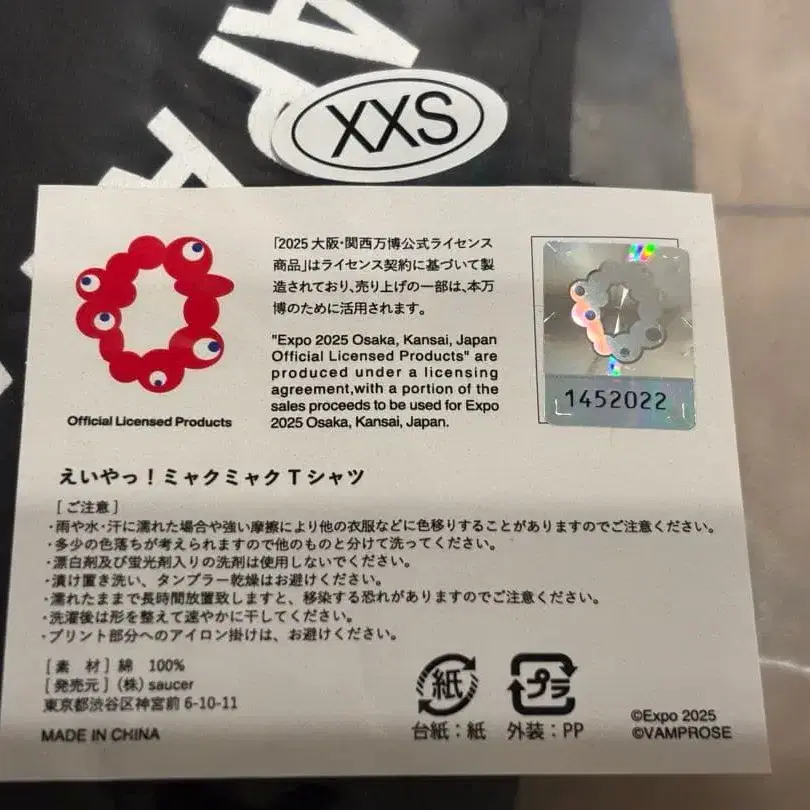 XXS
「2025 大阪・関西万博公式ライセンス
商品」はライセンス契約に基づいて製
造されており、売り上げの一部は、本万
博のために活用されます。
"Expo 2025 Osaka, Kansai, Japan
Official Licensed Products" are
produced under a licensing
agreement,with a portion of the
sales proceeds to be used for Expo
2025 Osaka, Kansai, Japan.
Official Licensed Products
1452022
えいやっ！ミャクミャクTシャツ
［ご注意］
・雨や水・汗に濡れた場合や強い摩擦により他の衣服などに色移りすることがありますのでご注意ください。
・多少の色落ちが考えられますので他のものと分けて洗ってください。
・漂白剤及び蛍光剤入りの洗剤は使用しないでください。
・漬け置き洗い、タンブラー乾燥はお避けください。
・濡れたままで長時間放置致しますと、移染する恐れがありますのでご注意ください。
・洗濯後は形を整えて速やかに干してください。
・プリント部分へのアイロン掛けは、お避けください。
［素　材］綿　100%
［発売元］（株）saucer
東京都渋谷区神宮前 6-10-11
MADE IN CHINA
紙
台紙：紙
プラ
外装：PP
©Expo 2025
©VAMPROSE